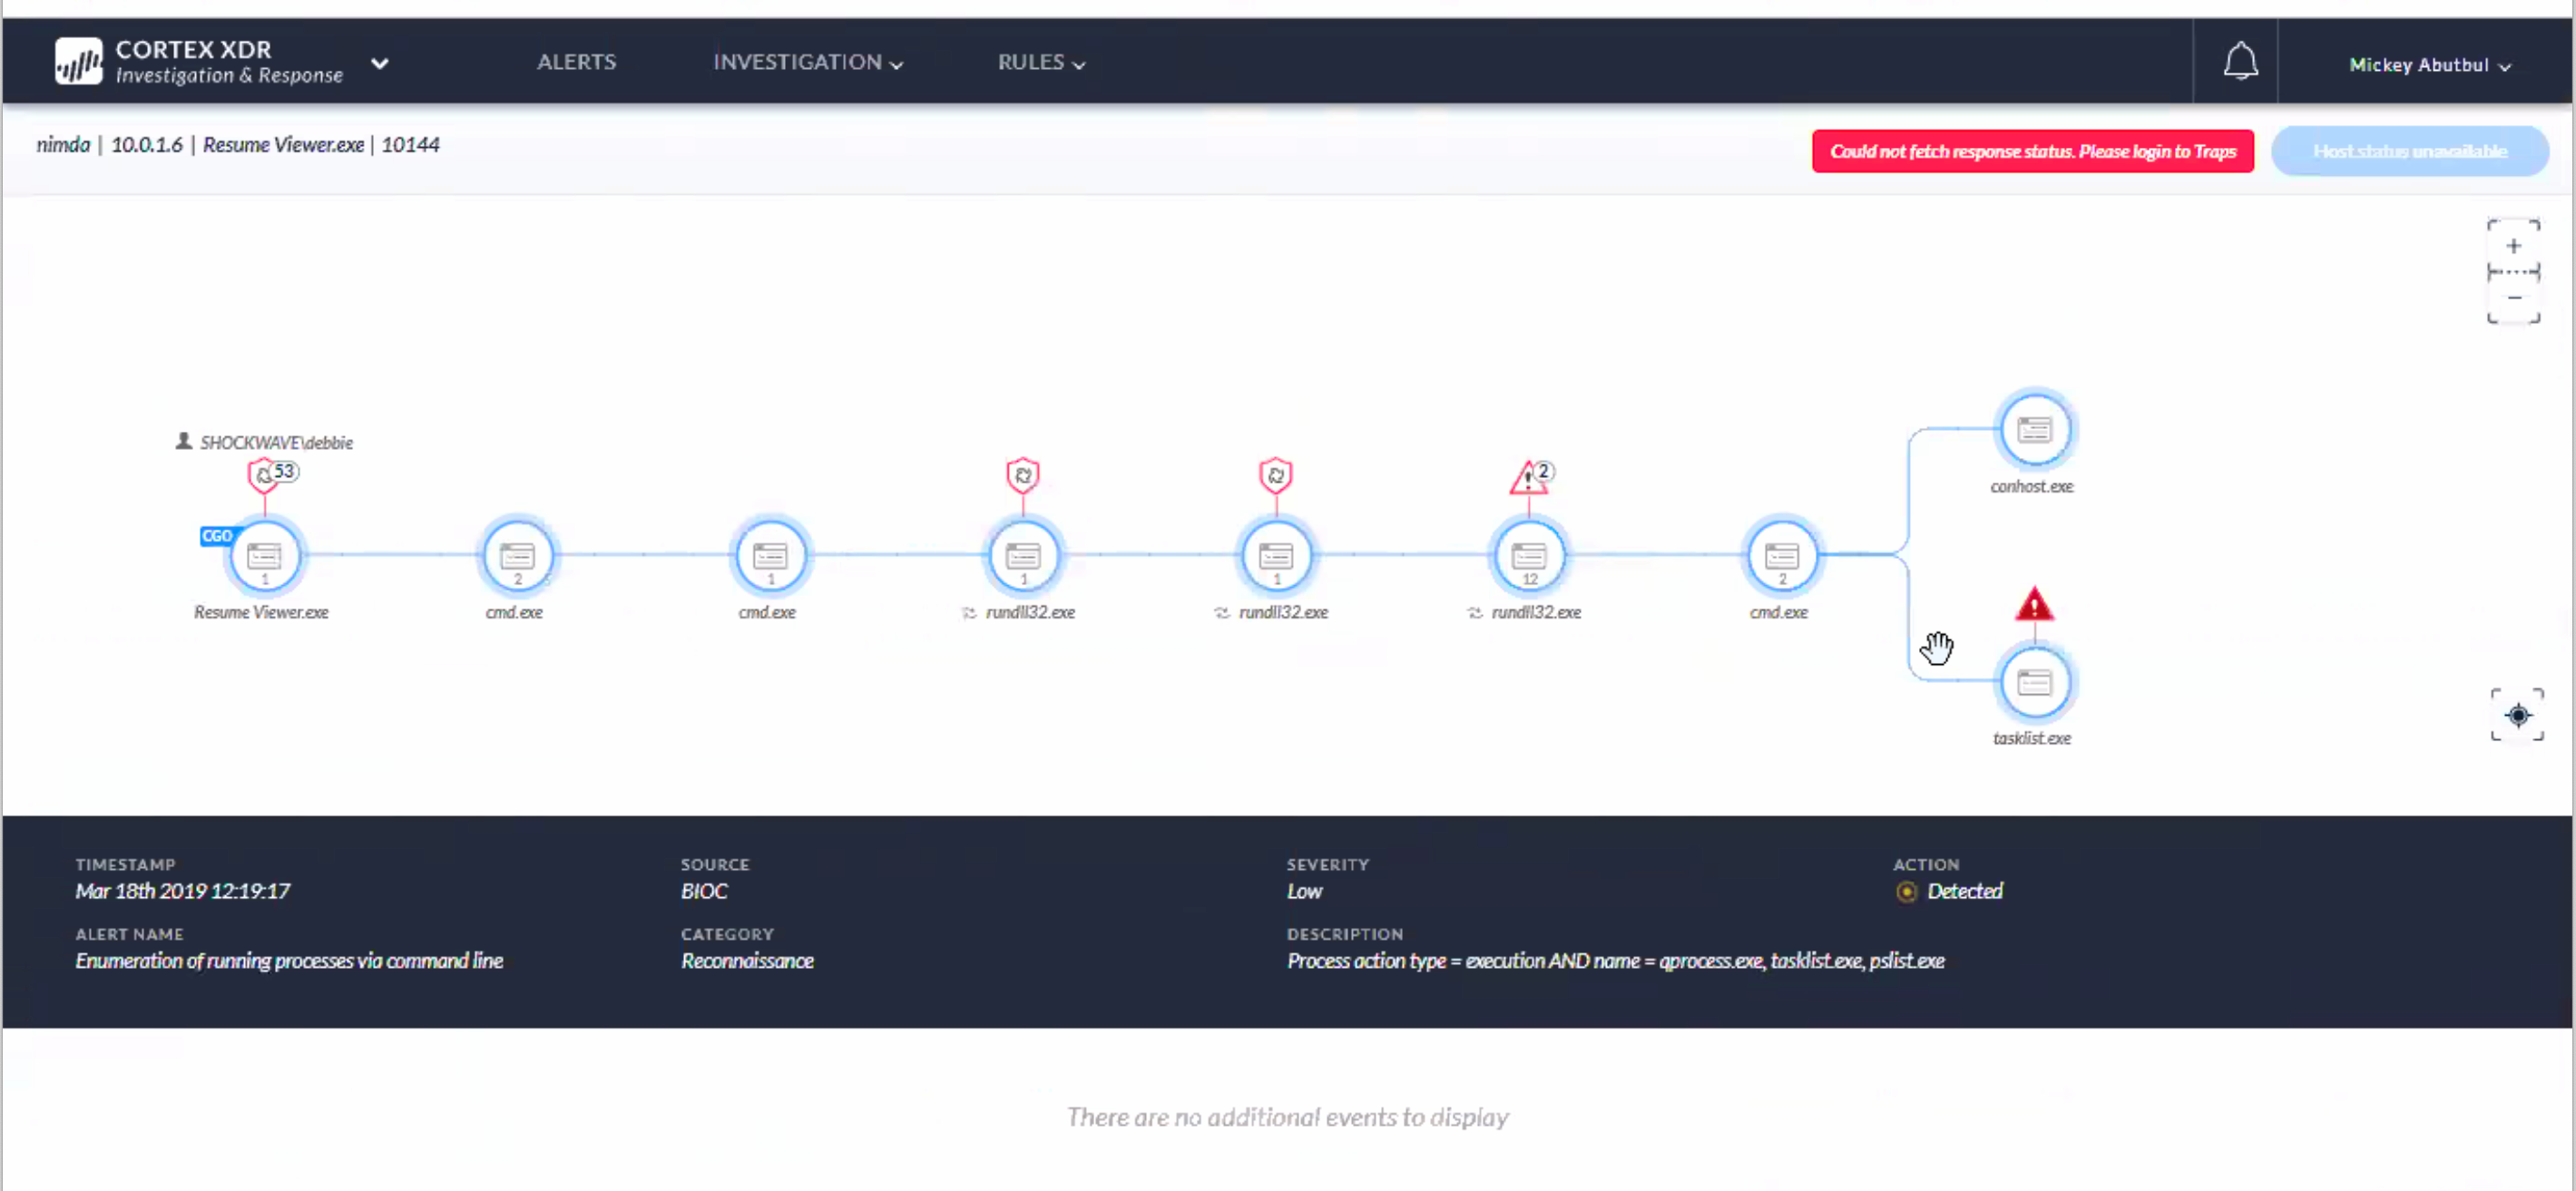 CORTEX XDR
Investigation & Response
ALERTS
INVESTIGATION
RULES
Mickey Abutbul
nimda | 10.0.1.6 | Resume Viewer.exe | 10144
Could not fetch response status. Please login to Traps
Host status unavailable
SHOCKWAVE\debbie
53
2
CGO
1
2
1
1
1
12
2
Resume Viewer.exe
cmd.exe
cmd.exe
rundll32.exe
rundll32.exe
rundll32.exe
cmd.exe
conhost.exe
tasklist.exe
TIMESTAMP
Mar 18th 2019 12:19:17
SOURCE
BIOC
SEVERITY
Low
ACTION
Detected
ALERT NAME
Enumeration of running processes via command line
CATEGORY
Reconnaissance
DESCRIPTION
Process action type = execution AND name = qprocess.exe, tasklist.exe, pslist.exe
There are no additional events to display